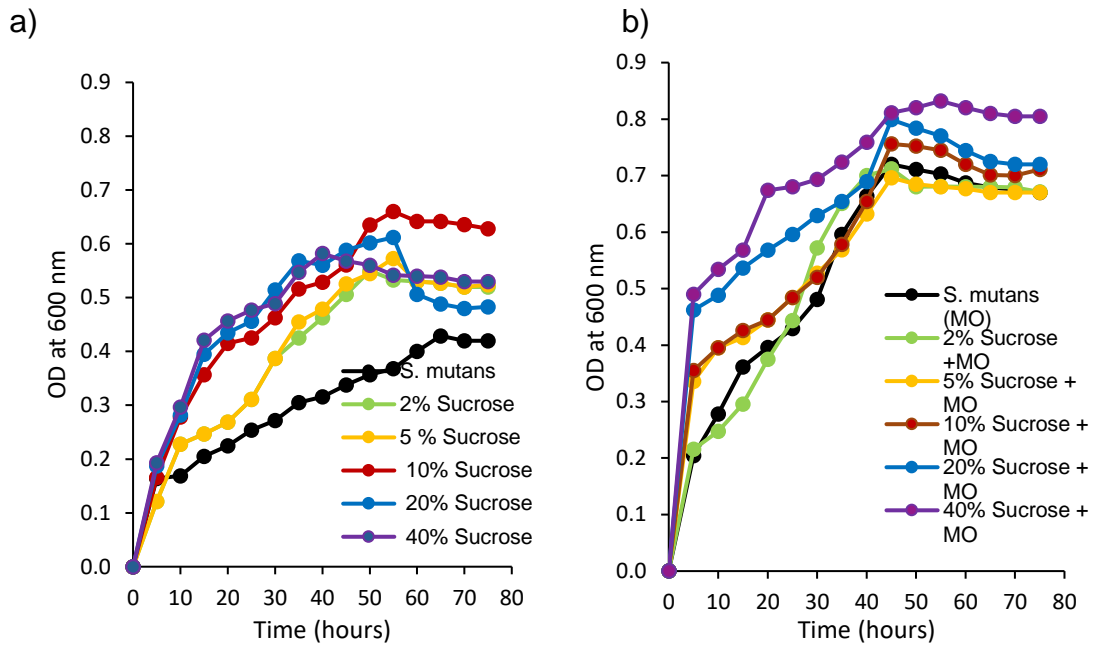 a)
OD at 600 nm
0.9
0.8
0.7
0.6
0.5
0.4
0.3
0.2
0.1
0.0
0 10 20 30 40 50 60 70 80
Time (hours)
S. mutans
2% Sucrose
5 % Sucrose
10% Sucrose
20% Sucrose
40% Sucrose
b)
OD at 600 nm
0.9
0.8
0.7
0.6
0.5
0.4
0.3
0.2
0.1
0.0
0 10 20 30 40 50 60 70 80
Time (hours)
S. mutans
(MO)
2% Sucrose
+MO
5% Sucrose +
MO
10% Sucrose +
MO
20% Sucrose +
MO
40% Sucrose +
MO